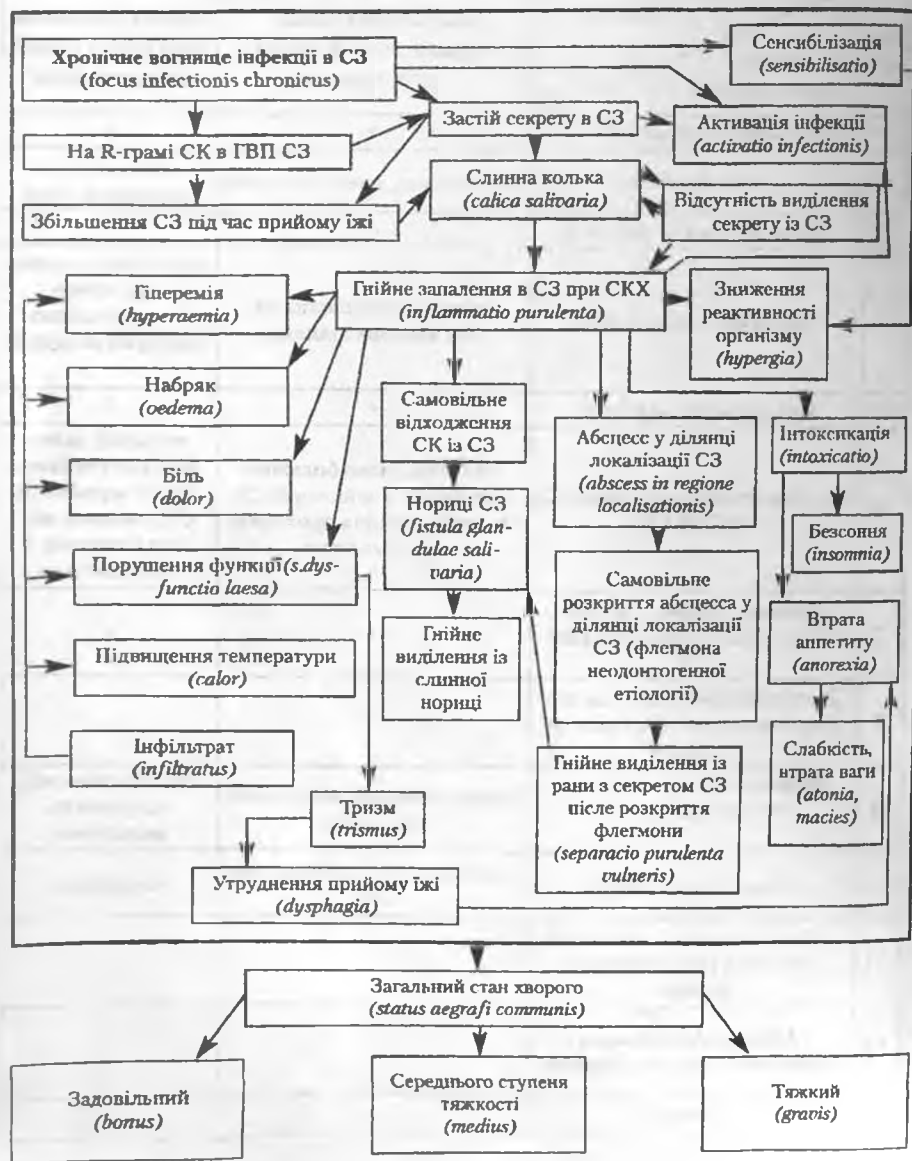 Хронічне вогнище інфекції в СЗ
(focus infectionis chronicus)
Сенсибілізація
(sensibilisatio)
Застій секрету в СЗ
Активація інфекції
(activatio infectionis)
На R-грамі СК в ГВП СЗ
Слинна колька
(calica salivaria)
Відсутність виділення
секрету із СЗ
Збільшення СЗ під час прийому їжі
Гіперемія
(hyperaemia)
Гнійне запалення в СЗ при СКХ
(inflammatio purulenta)
Зниження
реактивності
організму
(hypergia)
Набряк
(oedema)
Самовільне
відходження
СК із СЗ
Абсцесс у ділянці
локалізації СЗ
(abscess in regione
localisationis)
Інтоксикація
(intoxicatio)
Біль
(dolor)
Нориці СЗ
(fistula glan-
dulae sali-
varia)
Безсоння
(insomnia)
Порушення функції (s.dys-
functio laesa)
Самовільне
розкриття абсцесса у
ділянці локалізації
СЗ (флегмона
неодонтогенної
етіології)
Втрата
аппетиту
(anorexia)
Підвищення температури
(calor)
Гнійне
виділення із
слинної
нориці
Інфільтрат
(infiltratus)
Гнійне виділення із
рани з секретом СЗ
після розкриття
флегмони
(separacio purulenta
vulneris)
Слабкість,
втрата ваги
(atonia,
macies)
Тризм
(trismus)
Утруднення прийому їжі
(dysphagia)
Загальний стан хворого
(status aegrafi communis)
Задовільний
(bonus)
Середнього ступеня
тяжкості
(medius)
Тяжкий
(gravis)